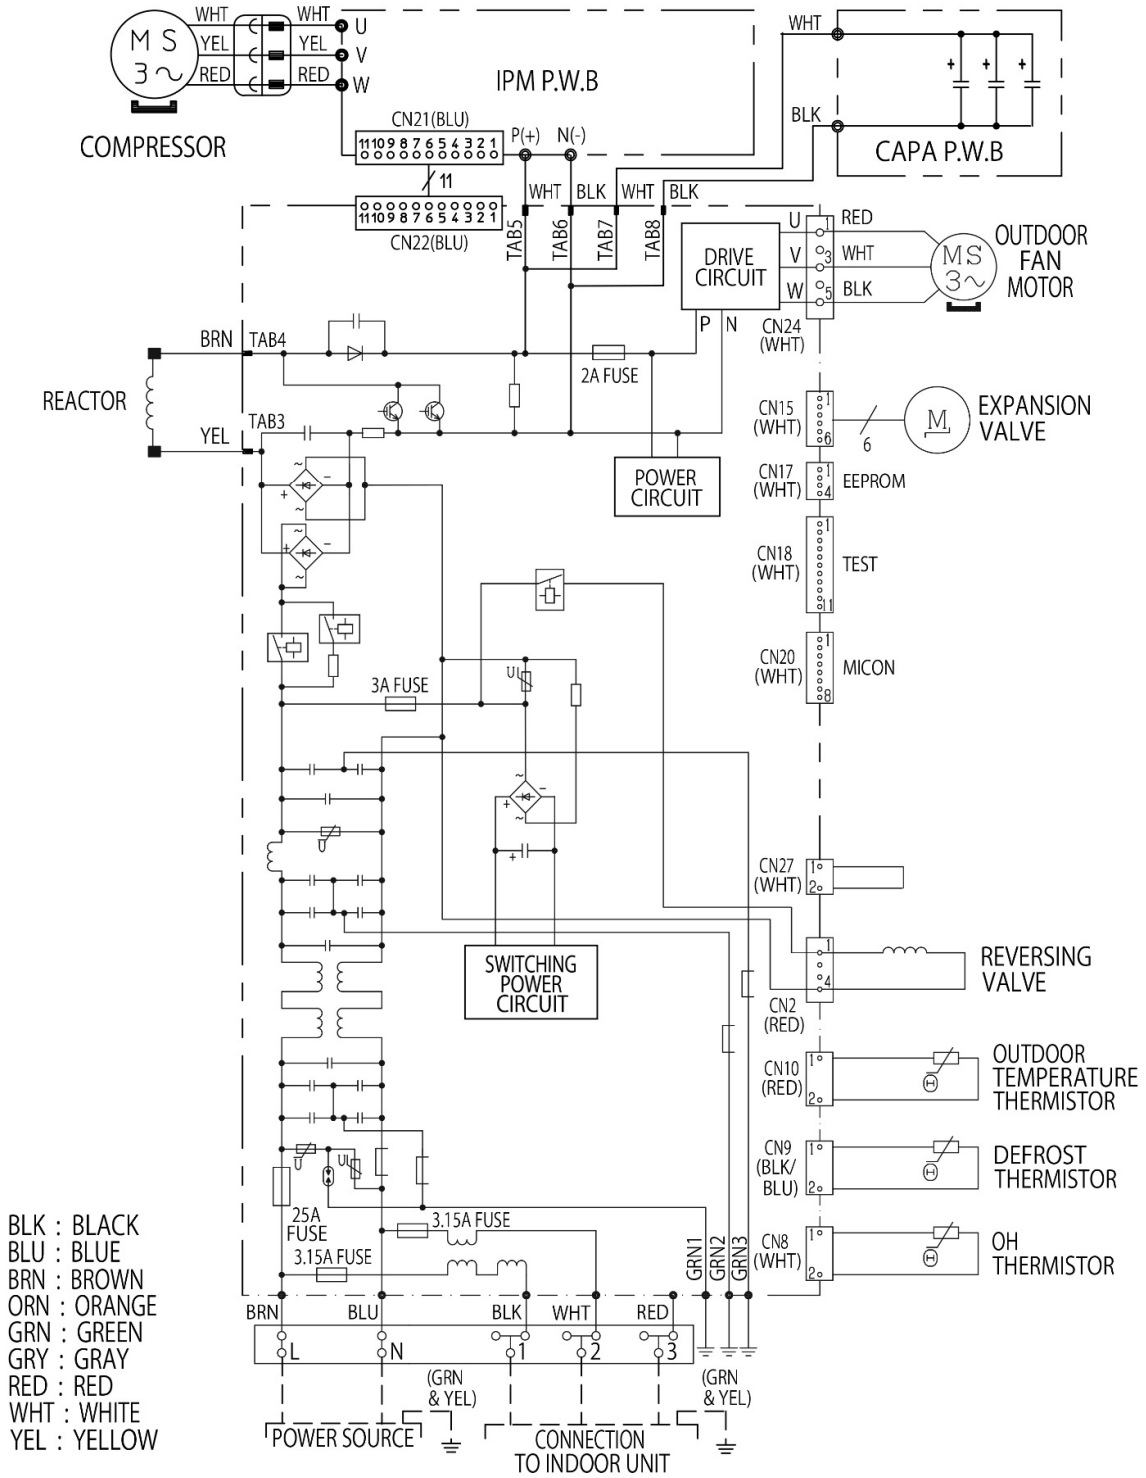 WHT WHT U
YEL YEL V
RED RED W
MS
3~
COMPRESSOR
IPM P.W.B
WHT
BLK
+ + +
CAPA P.W.B
CN21(BLU)
11 10 9 8 7 6 5 4 3 2 1
P(+) N(-)
11
11 10 9 8 7 6 5 4 3 2 1
CN22(BLU)
WHT BLK WHT BLK
TAB5 TAB6 TAB7 TAB8
DRIVE
CIRCUIT
P N
U 1 RED
V 3 WHT
W 5 BLK
CN24
(WHT)
MS
3~
OUTDOOR
FAN
MOTOR
BRN TAB4
2A FUSE
REACTOR
YEL TAB3
POWER
CIRCUIT
CN15
(WHT)
1
6
6
M
EXPANSION
VALVE
CN17
(WHT)
1
4
EEPROM
CN18
(WHT)
1
11
TEST
CN20
(WHT)
1
8
MICON
~
+ -
~
~
+ -
~
3A FUSE
U
~
+ -
~
+
U
SWITCHING
POWER
CIRCUIT
CN27
(WHT)
1
2
1
4
CN2
(RED)
REVERSING
VALVE
CN10
(RED)
1
2
OUTDOOR
TEMPERATURE
THERMISTOR
CN9
(BLK/
BLU)
1
2
DEFROST
THERMISTOR
CN8
(WHT)
1
2
OH
THERMISTOR
U U
25A
FUSE
3.15A FUSE
3.15A FUSE
GRN1 GRN2 GRN3
BRN BLU BLK WHT RED
L N 1 2 3
(GRN
& YEL)
(GRN
& YEL)
POWER SOURCE
CONNECTION
TO INDOOR UNIT
BLK : BLACK
BLU : BLUE
BRN : BROWN
ORN : ORANGE
GRN : GREEN
GRY : GRAY
RED : RED
WHT : WHITE
YEL : YELLOW